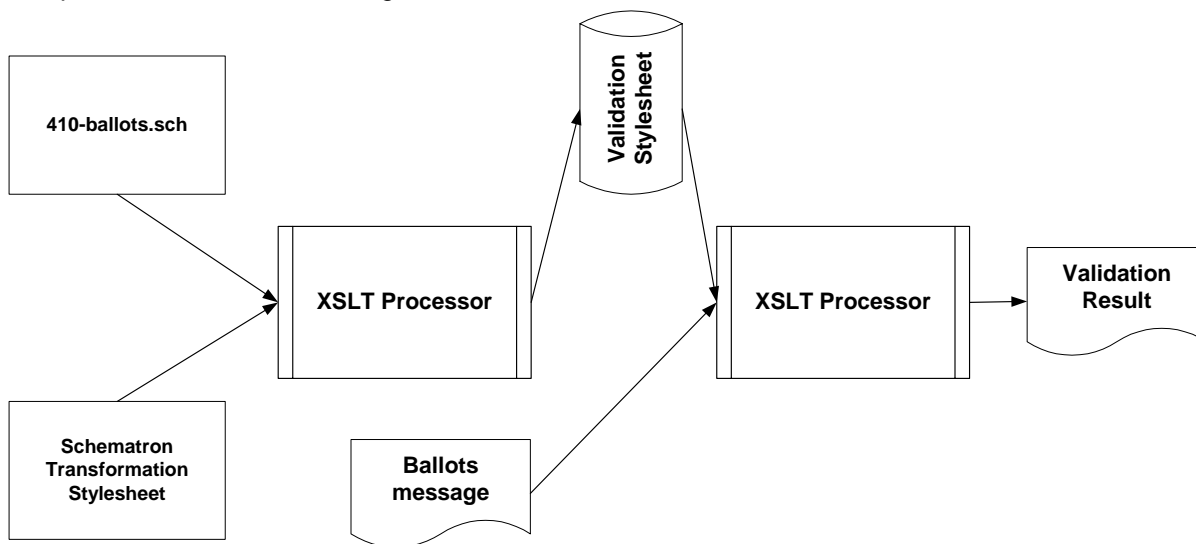 410-ballots.sch
Validation
Stylesheet
XSLT Processor
XSLT Processor
Validation
Result
Schematron
Transformation
Stylesheet
Ballots
message